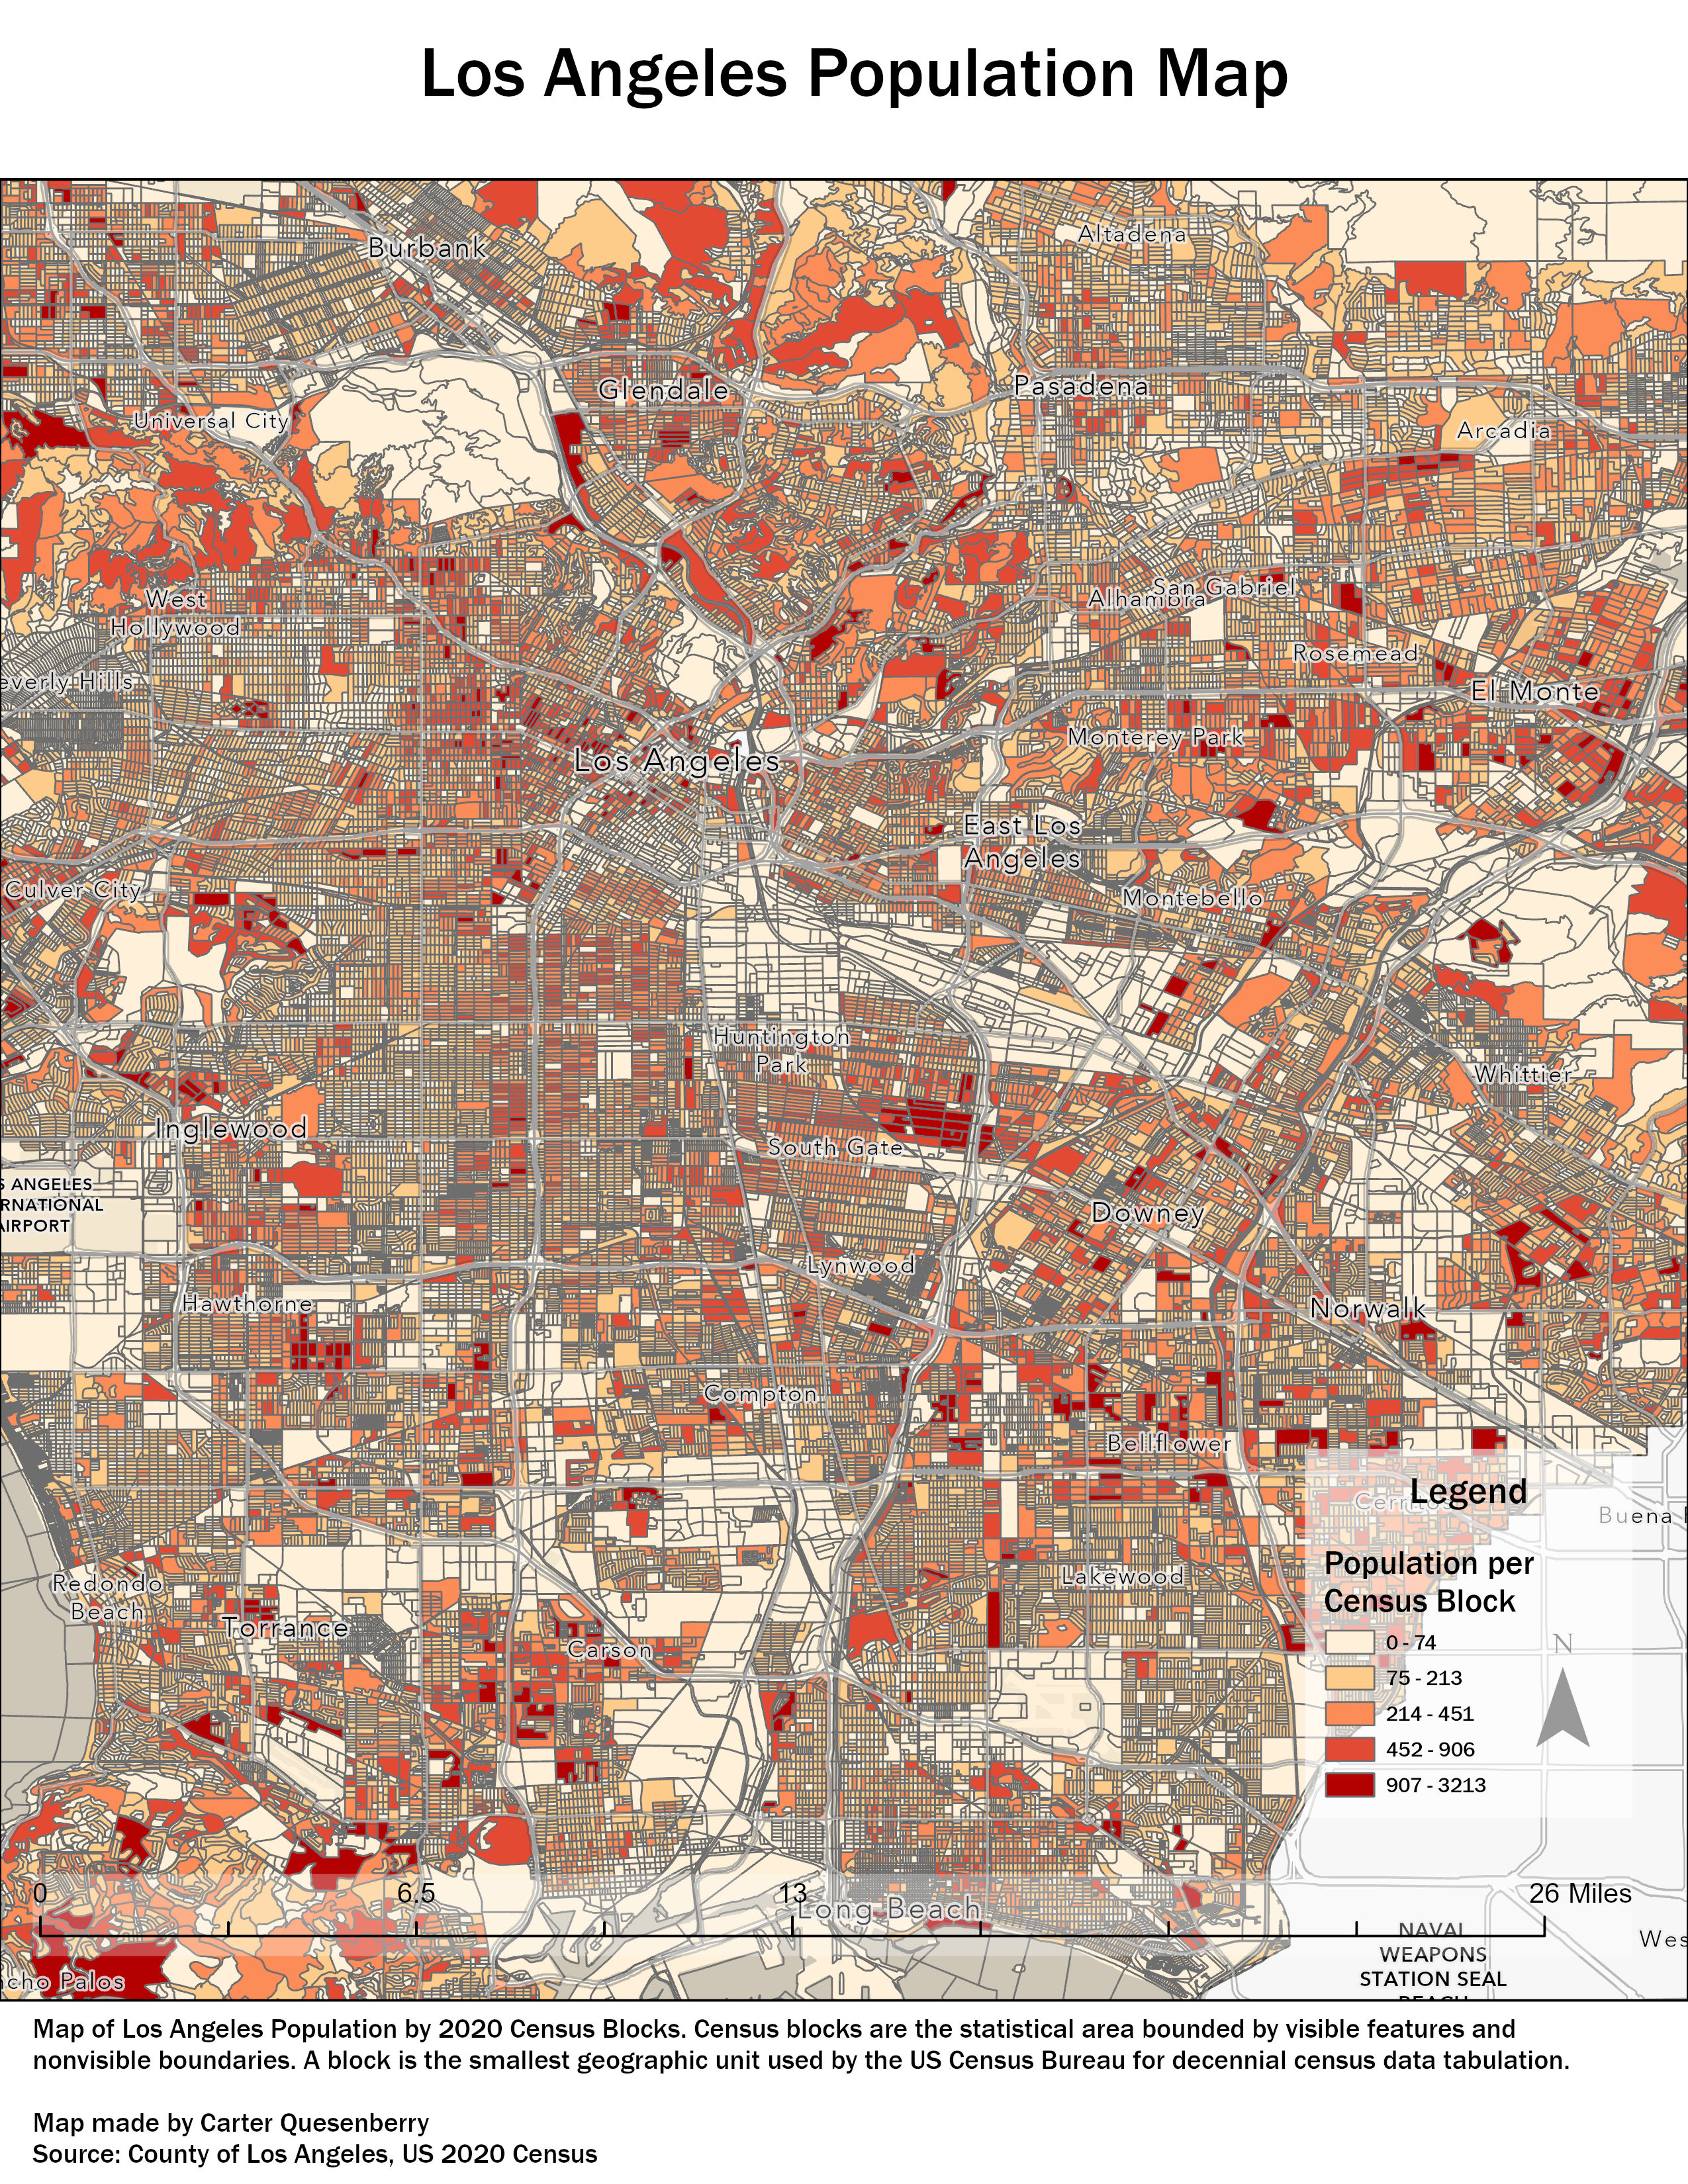 Los Angeles Population Map
Burbank
Altadena
Glendale
Pasadena
Universal City
Arcadia
West
Hollywood
San Gabriel
Alhambra
Rosemead
everly Hills
El Monte
Monterey Park
Los Angeles
East Los
Angeles
Culver City
Montebello
Huntington
Park
Whittier
Inglewood
South Gate
S ANGELES
RNATIONAL
AIRPORT
Downey
Lynwood
Hawthorne
Norwalk
Compton
Bellflower
Legend
Buena
Population per
Census Block
Redondo
Beach
Lakewood
Torrance
Carson
0 - 74
N
75 - 213
214 - 451
452 - 906
907 - 3213
0 6.5 13 26 Miles
Long Beach
NAVAL
WEAPONS
STATION SEAL
BEACH
Wes
ncho Palos
Map of Los Angeles Population by 2020 Census Blocks. Census blocks are the statistical area bounded by visible features and
nonvisible boundaries. A block is the smallest geographic unit used by the US Census Bureau for decennial census data tabulation.
Map made by Carter Quesenberry
Source: County of Los Angeles, US 2020 Census